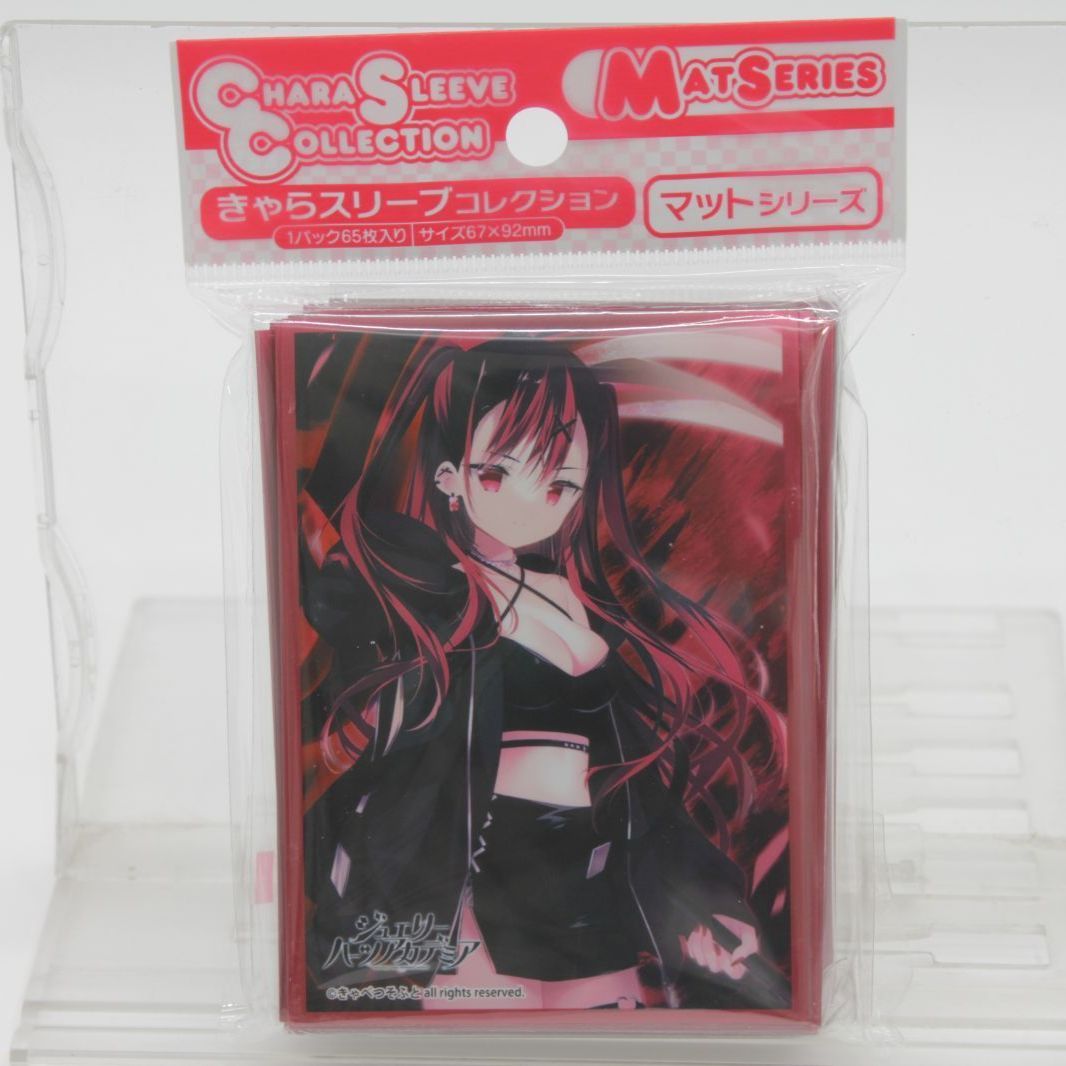 CHARA SLEEVE
COLLECTION
MAT SERIES
きゃらスリーブコレクション
マットシリーズ
1パック65枚入り サイズ67×92mm
ジュエリー
ハーツアカデミア
©きゃべつそふと all rights reserved.